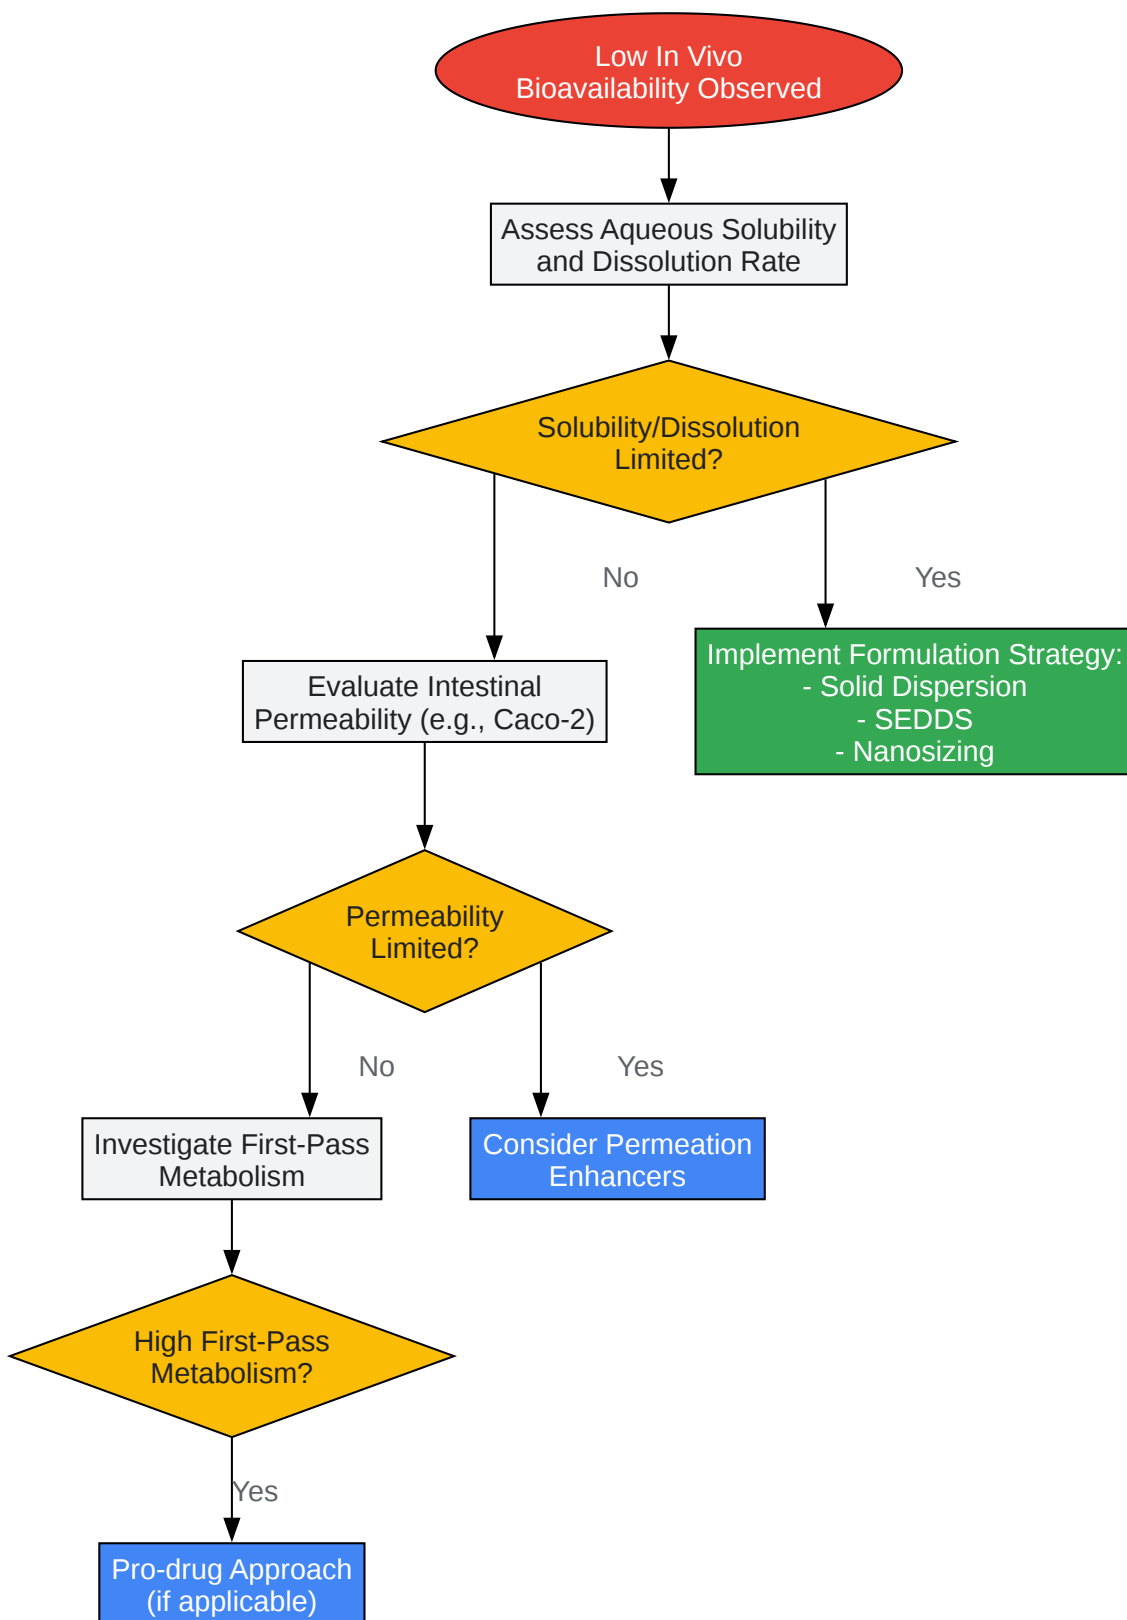 Low In Vivo
Bioavailability Observed
Assess Aqueous Solubility
and Dissolution Rate
Solubility/Dissolution
Limited?
No
Yes
Evaluate Intestinal
Permeability (e.g., Caco-2)
Implement Formulation Strategy:
- Solid Dispersion
- SEDDS
- Nanosizing
Permeability
Limited?
No
Yes
Investigate First-Pass
Metabolism
Consider Permeation
Enhancers
High First-Pass
Metabolism?
Yes
Pro-drug Approach
(if applicable)